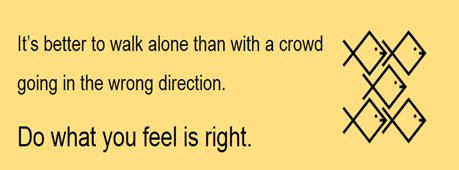 It's better to walk alone than with a crowd
going in the wrong direction.
Do what you feel is right.